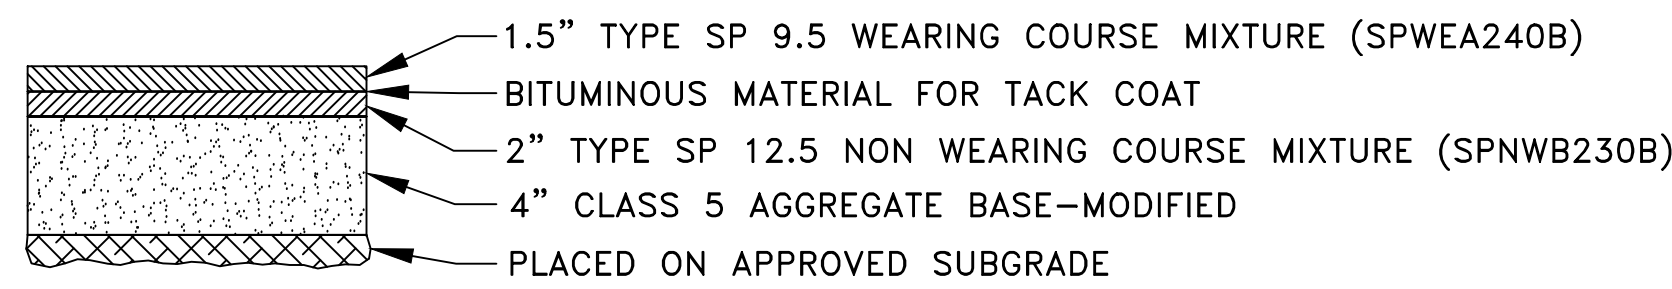 1.5” TYPE SP 9.5 WEARING COURSE MIXTURE (SPWEA240B)
BITUMINOUS MATERIAL FOR TACK COAT
2” TYPE SP 12.5 NON WEARING COURSE MIXTURE (SPNWB230B)
4” CLASS 5 AGGREGATE BASE–MODIFIED
PLACED ON APPROVED SUBGRADE